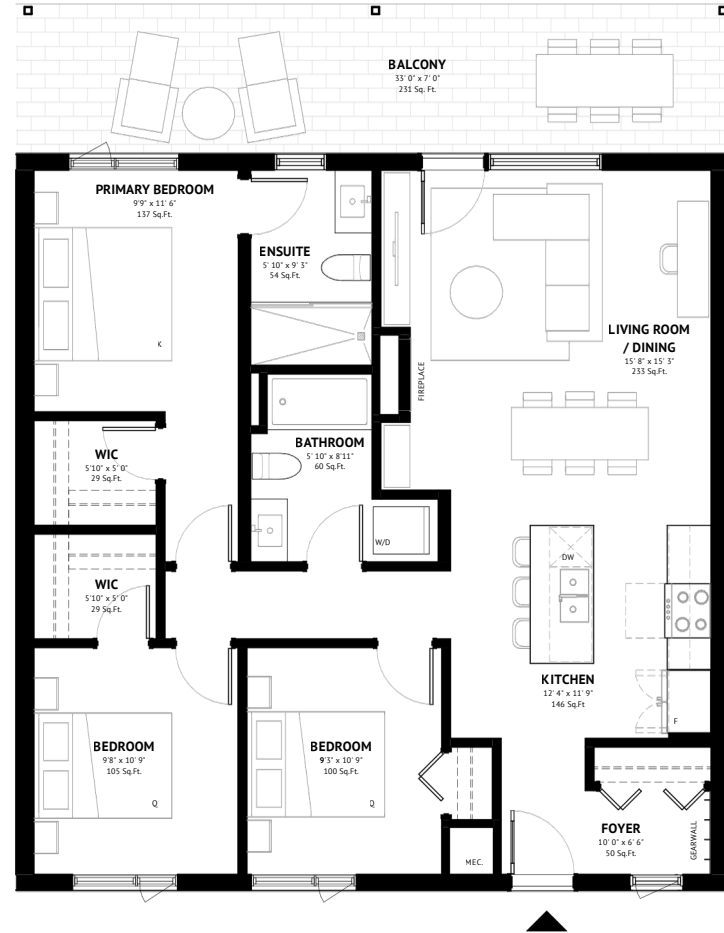 BALCONY
33' 0" x 7' 0"
231 Sq. Ft.
PRIMARY BEDROOM
9'9" x 11' 6"
137 Sq.Ft.
K
ENSUITE
5' 10" x 9' 3"
54 Sq.Ft.
LIVING ROOM
/ DINING
15' 8" x 15' 3"
233 Sq.Ft.
FIREPLACE
BATHROOM
5' 10" x 8'11"
60 Sq.Ft.
WIC
5'10" x 5' 0"
29 Sq.Ft.
W/D
DW
WIC
5'10" x 5' 0"
29 Sq.Ft.
KITCHEN
12' 4" x 11' 9"
146 Sq.Ft
F
BEDROOM
9'8" x 10' 9"
105 Sq.Ft.
Q
BEDROOM
9'3" x 10' 9"
100 Sq.Ft.
Q
FOYER
10' 0" x 6' 6"
50 Sq.Ft.
GEARWALL
MEC.